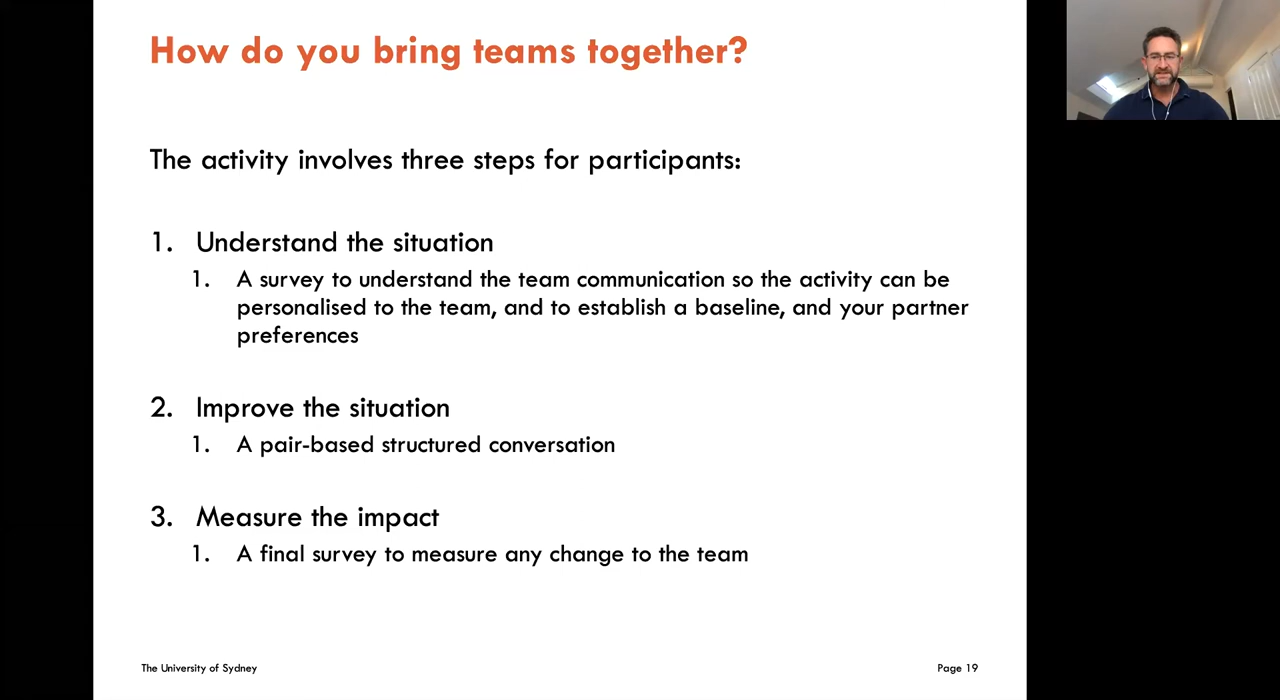 How do you bring teams together?
The activity involves three steps for participants:
1. Understand the situation
1. A survey to understand the team communication so the activity can be
personalised to the team, and to establish a baseline, and your partner
preferences
2. Improve the situation
1. A pair-based structured conversation
3. Measure the impact
1. A final survey to measure any change to the team
The University of Sydney
Page 19